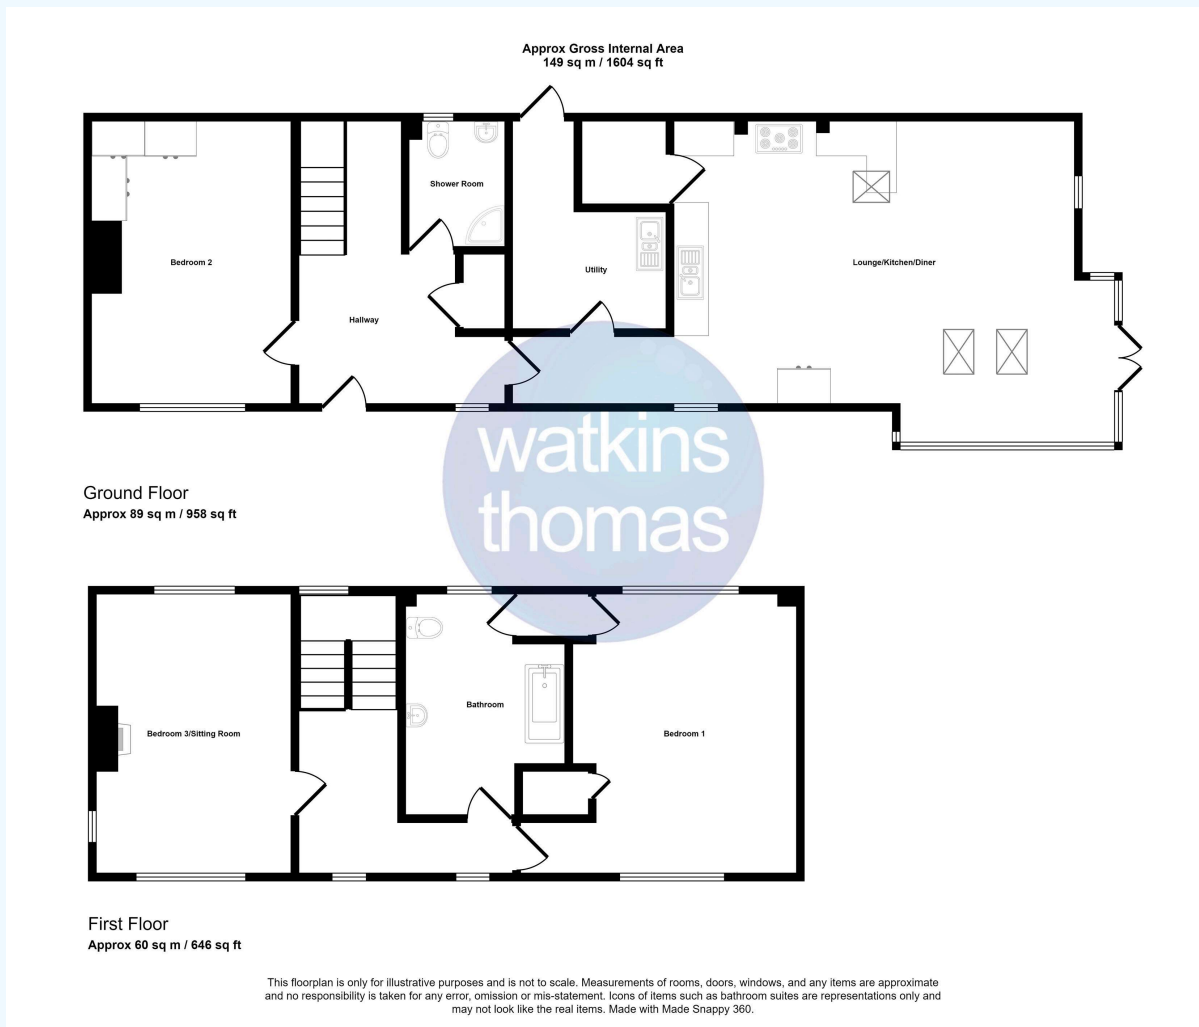 Approx Gross Internal Area
149 sq m / 1604 sq ft
Shower Room
Bedroom 2
Lounge/Kitchen/Diner
Utility
Hallway
watkins
thomas
Ground Floor
Approx 89 sq m / 958 sq ft
Bathroom
Bedroom 3/Sitting Room
Bedroom 1
First Floor
Approx 60 sq m / 646 sq ft
This floorplan is only for illustrative purposes and is not to scale. Measurements of rooms, doors, windows, and any items are approximate
and no responsibility is taken for any error, omission or mis-statement. Icons of items such as bathroom suites are representations only and
may not look like the real items. Made with Made Snappy 360.